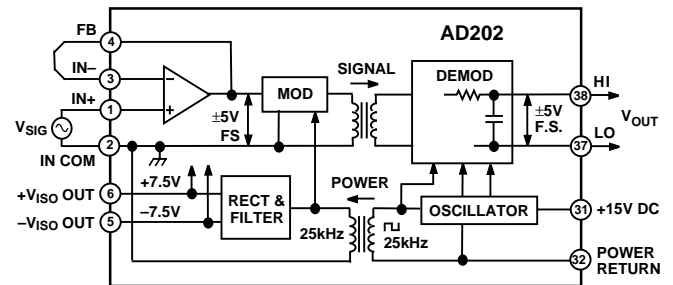 AD202
FB
4
IN–
3
IN+
1
VSIG
2
IN COM
±5V
FS
MOD
SIGNAL
DEMOD
±5V
F.S.
HI
38
VOUT
LO
37
+VISO OUT
6
+7.5V
–VISO OUT
5
–7.5V
RECT &
FILTER
25kHz
POWER
25kHz
OSCILLATOR
31
+15V DC
32
POWER
RETURN